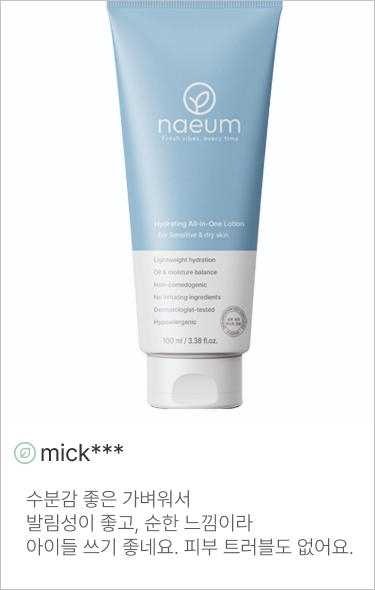 naeum
Fresh vibes, every time
Hydrating All-in-One Lotion
for Sensitive & dry skin
Lightweight hydration
Oil & moisture balance
Non-comedogenic
No irritating ingredients
Dermatologist-tested
Hypoallergenic
100 ml / 3.38 fl.oz.
mick***
수분감 좋은 가벼워서
발림성이 좋고, 순한 느낌이라
아이들 쓰기 좋네요. 피부 트러블도 없어요.